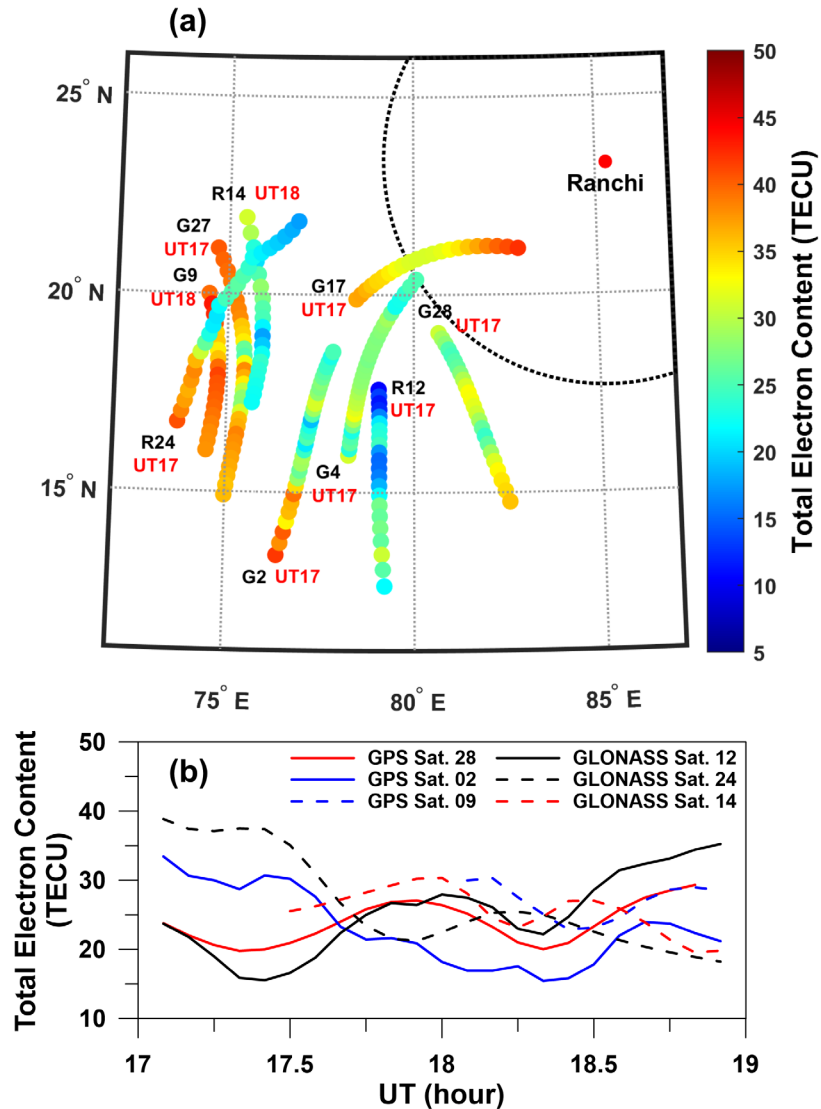 (a)
25° N
20° N
15° N
75° E
80° E
85° E
Ranchi
R14 UT18
G27
UT17
G9
UT18
G17
UT17
G28
UT17
R12
UT17
R24
UT17
G4
UT17
G2 UT17
50
45
40
35
30
25
20
15
10
5
Total Electron Content (TECU)
(b)
50
40
30
20
10
Total Electron Content
(TECU)
GPS Sat. 28
GPS Sat. 02
GPS Sat. 09
GLONASS Sat. 12
GLONASS Sat. 24
GLONASS Sat. 14
17
17.5
18
18.5
19
UT (hour)